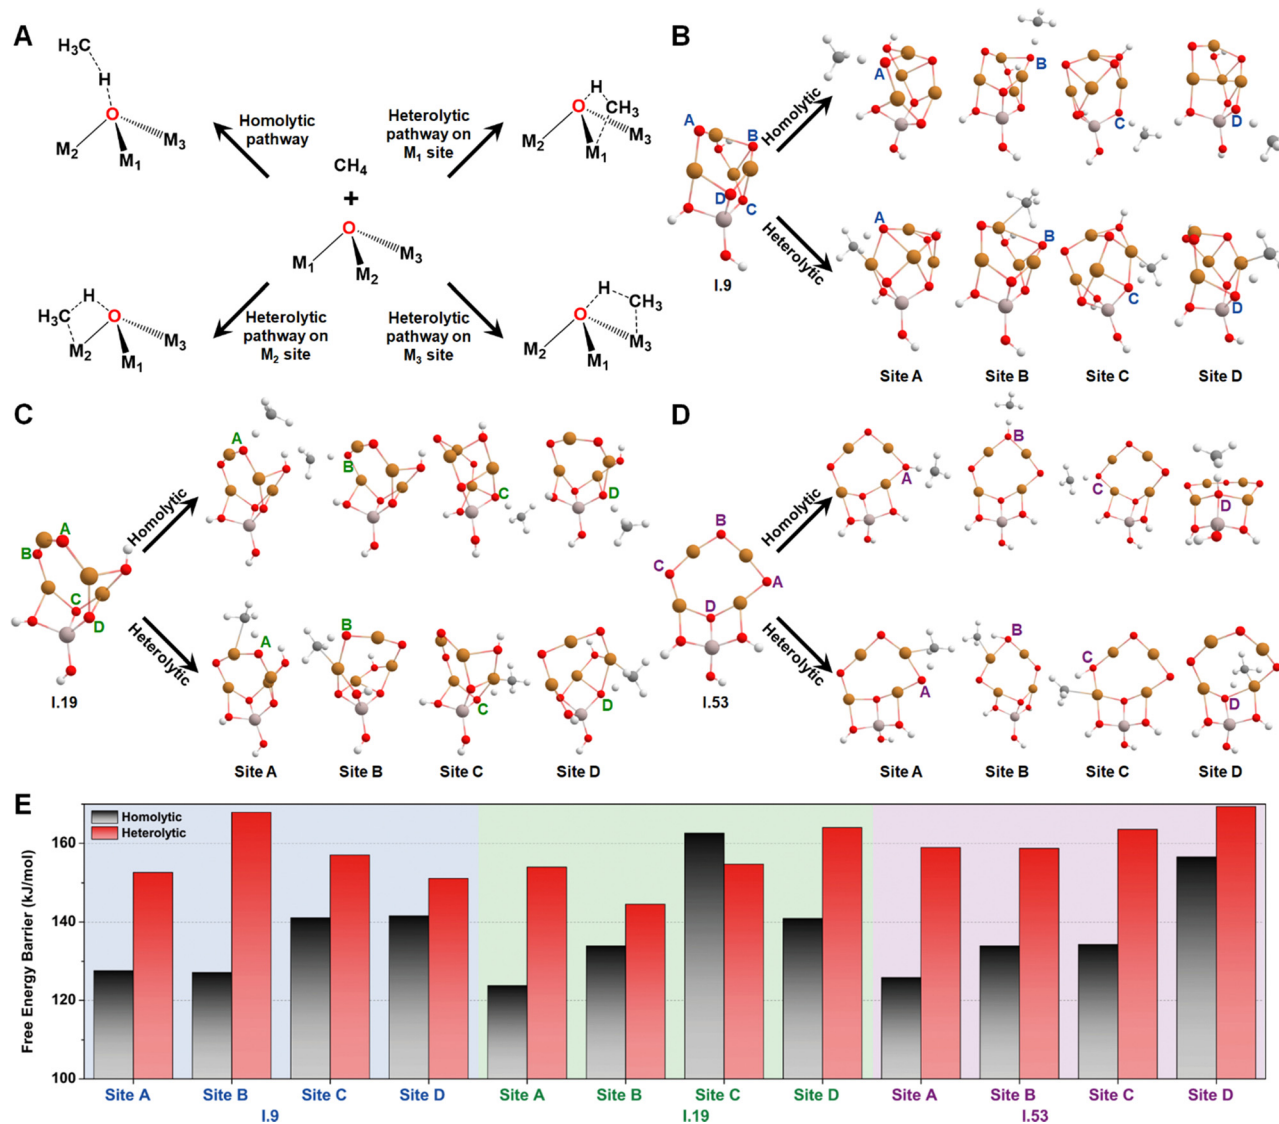 A
H₃C
H
O
M₂
M₁
M₃
Homolytic
pathway
Heterolytic
pathway on
M₁ site
H
O
CH₃
M₂
M₁
M₃
CH₄
+
O
M₁
M₂
M₃
H
H₃C
O
M₂
M₁
M₃
Heterolytic
pathway on
M₂ site
Heterolytic
pathway on
M₃ site
H
CH₃
O
M₂
M₁
M₃
B
A
B
D
C
I.9
Homolytic
Heterolytic
A
B
C
D
A
B
C
D
Site A
Site B
Site C
Site D
C
A
B
C
D
I.19
Homolytic
Heterolytic
A
B
C
D
A
B
C
D
Site A
Site B
Site C
Site D
D
B
C
A
D
I.53
Homolytic
Heterolytic
A
B
C
D
A
B
C
D
Site A
Site B
Site C
Site D
E
Homolytic
Heterolytic
Free Energy Barrier (kJ/mol)
160
140
120
100
Site A Site B Site C Site D Site A Site B Site C Site D Site A Site B Site C Site D
I.9 I.19 I.53